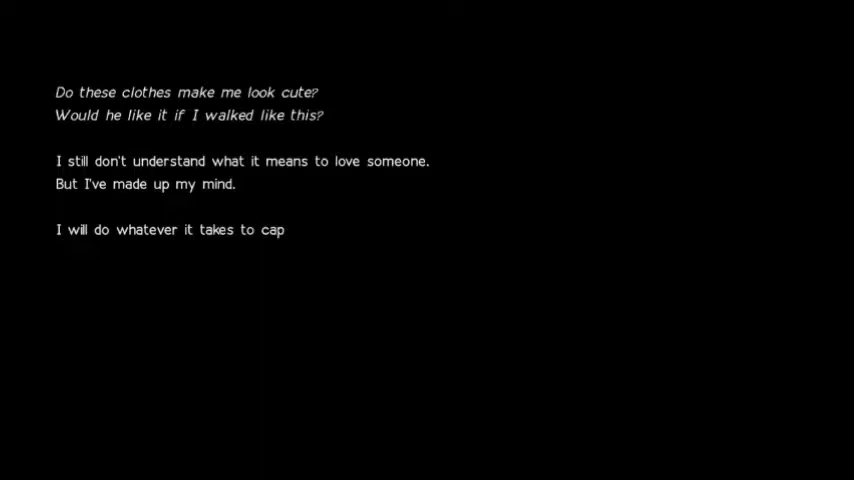 Do these clothes make me look cute?
Would he like it if I walked like this?
I still don't understand what it means to love someone.
But I've made up my mind.
I will do whatever it takes to cap